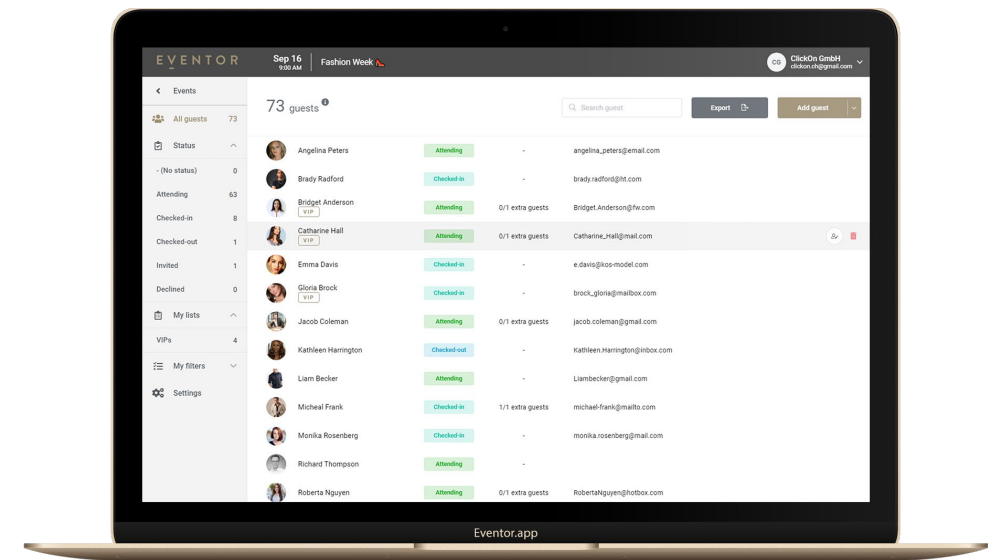 EVENTOR
Sep 16
9:00 AM
Fashion Week
CG
ClickOn GmbH
clickon.ch@gmail.com
Events
All guests 73
Status
- (No status) 0
Attending 63
Checked-in 8
Checked-out 1
Invited 1
Declined 0
My lists
VIPs 4
My filters
Settings
73 guests
Search guest
Export
Add guest
Angelina Peters Attending - angelina_peters@email.com
Brady Radford Checked-in - brady.radford@ht.com
Bridget Anderson Attending 0/1 extra guests Bridget.Anderson@fw.com
VIP
Catharine Hall Attending 0/1 extra guests Catharine_Hall@mail.com
VIP
Emma Davis Checked-in - e.davis@kos-model.com
Gloria Brock Checked-in - brock_gloria@mailbox.com
VIP
Jacob Coleman Attending 0/1 extra guests jacob.coleman@gmail.com
Kathleen Harrington Checked-out - Kathleen.Harrington@inbox.com
Liam Becker Attending - Liambecker@gmail.com
Micheal Frank Checked-in 1/1 extra guests michael-frank@mailto.com
Monika Rosenberg Checked-in - monika.rosenberg@mail.com
Richard Thompson Attending -
Roberta Nguyen Attending 0/1 extra guests RobertaNguyen@hotbox.com
Eventor.app